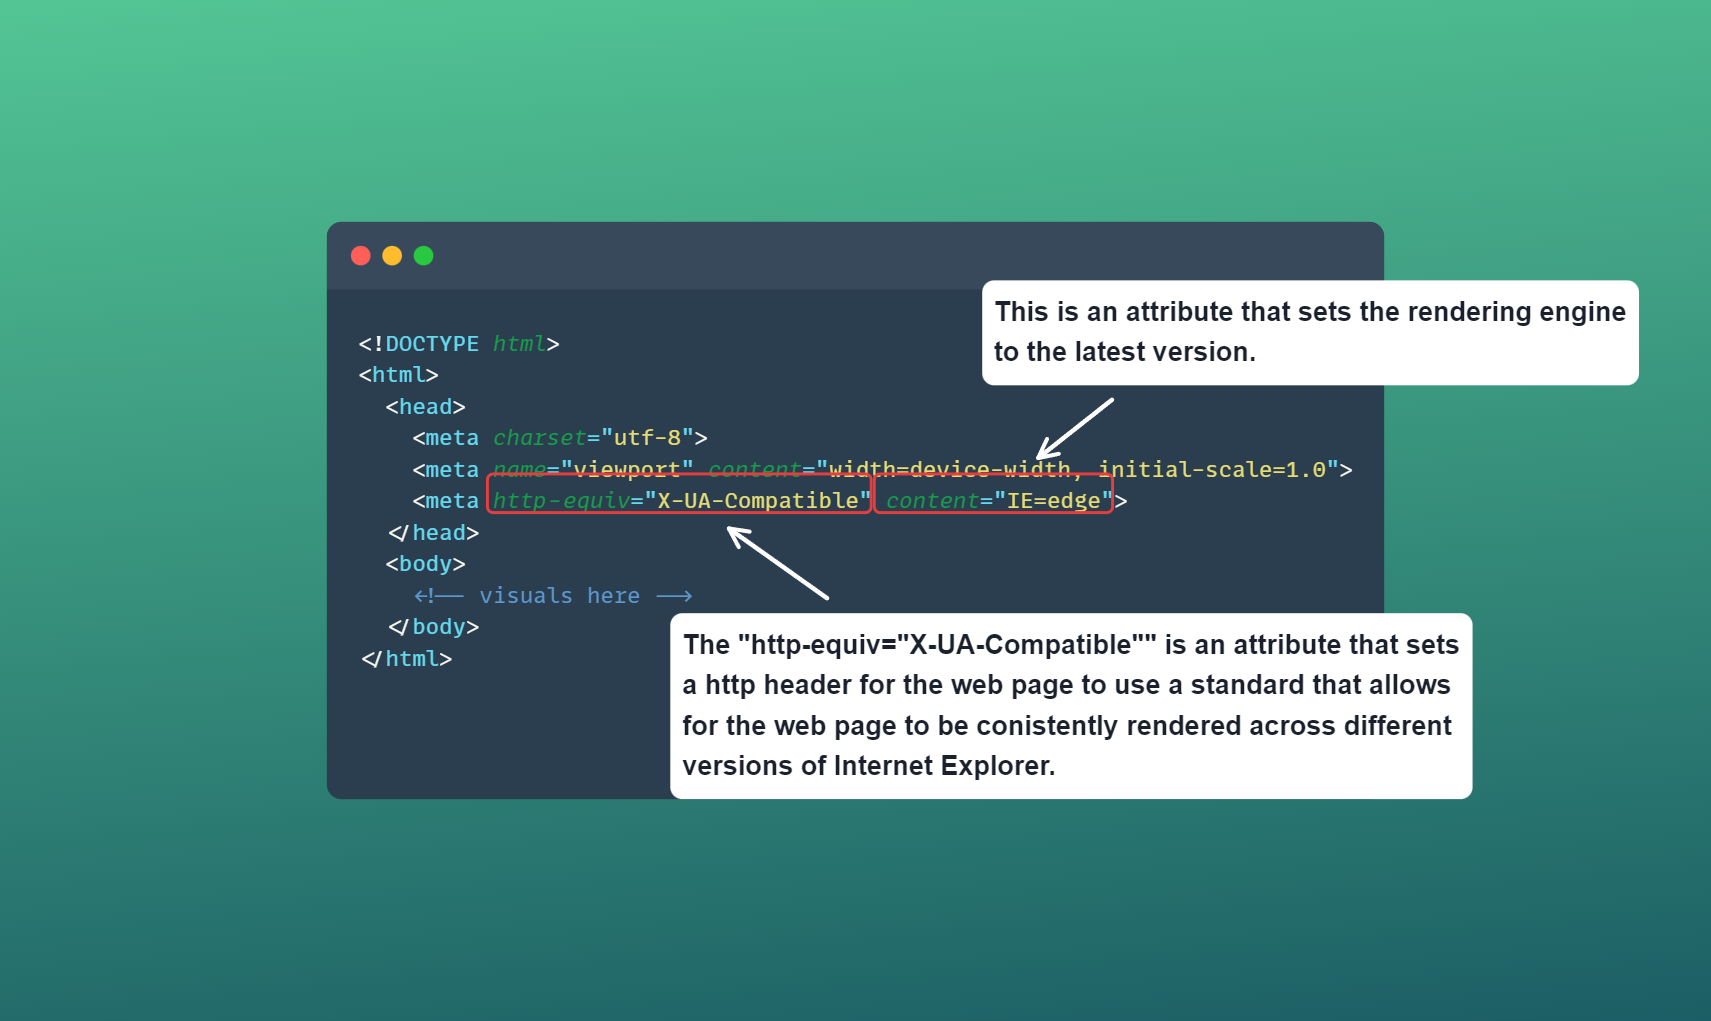 This is an attribute that sets the rendering engine
to the latest version.
<!DOCTYPE html>
<html>
<head>
<meta charset="utf-8">
<meta name="viewport" content="width=device-width, initial-scale=1.0">
<meta http-equiv="X-UA-Compatible" content="IE=edge">
</head>
<body>
<!-- visuals here -->
</body>
</html>
The "http-equiv="X-UA-Compatible"" is an attribute that sets
a http header for the web page to use a standard that allows
for the web page to be conistently rendered across different
versions of Internet Explorer.